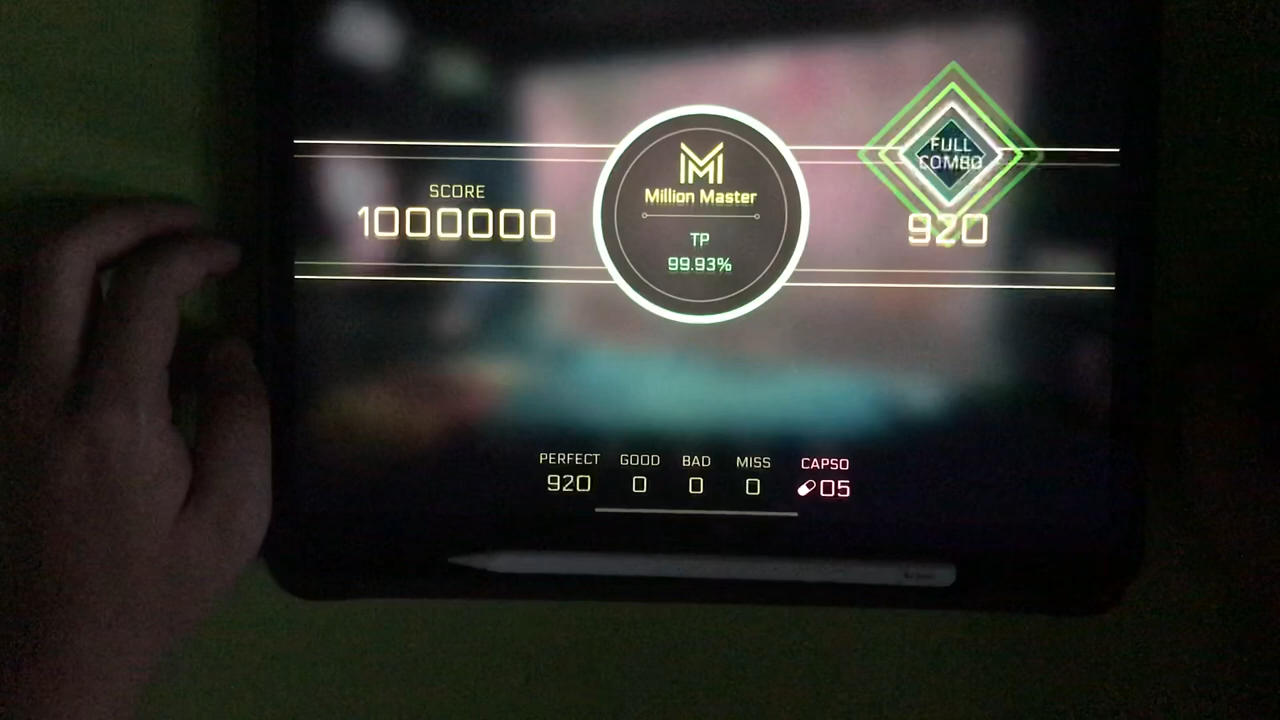 SCORE
1000000
Million Master
TP
99.93%
FULL
COMBO
920
PERFECT GOOD BAD MISS CAPSO
920 0 0 0 05